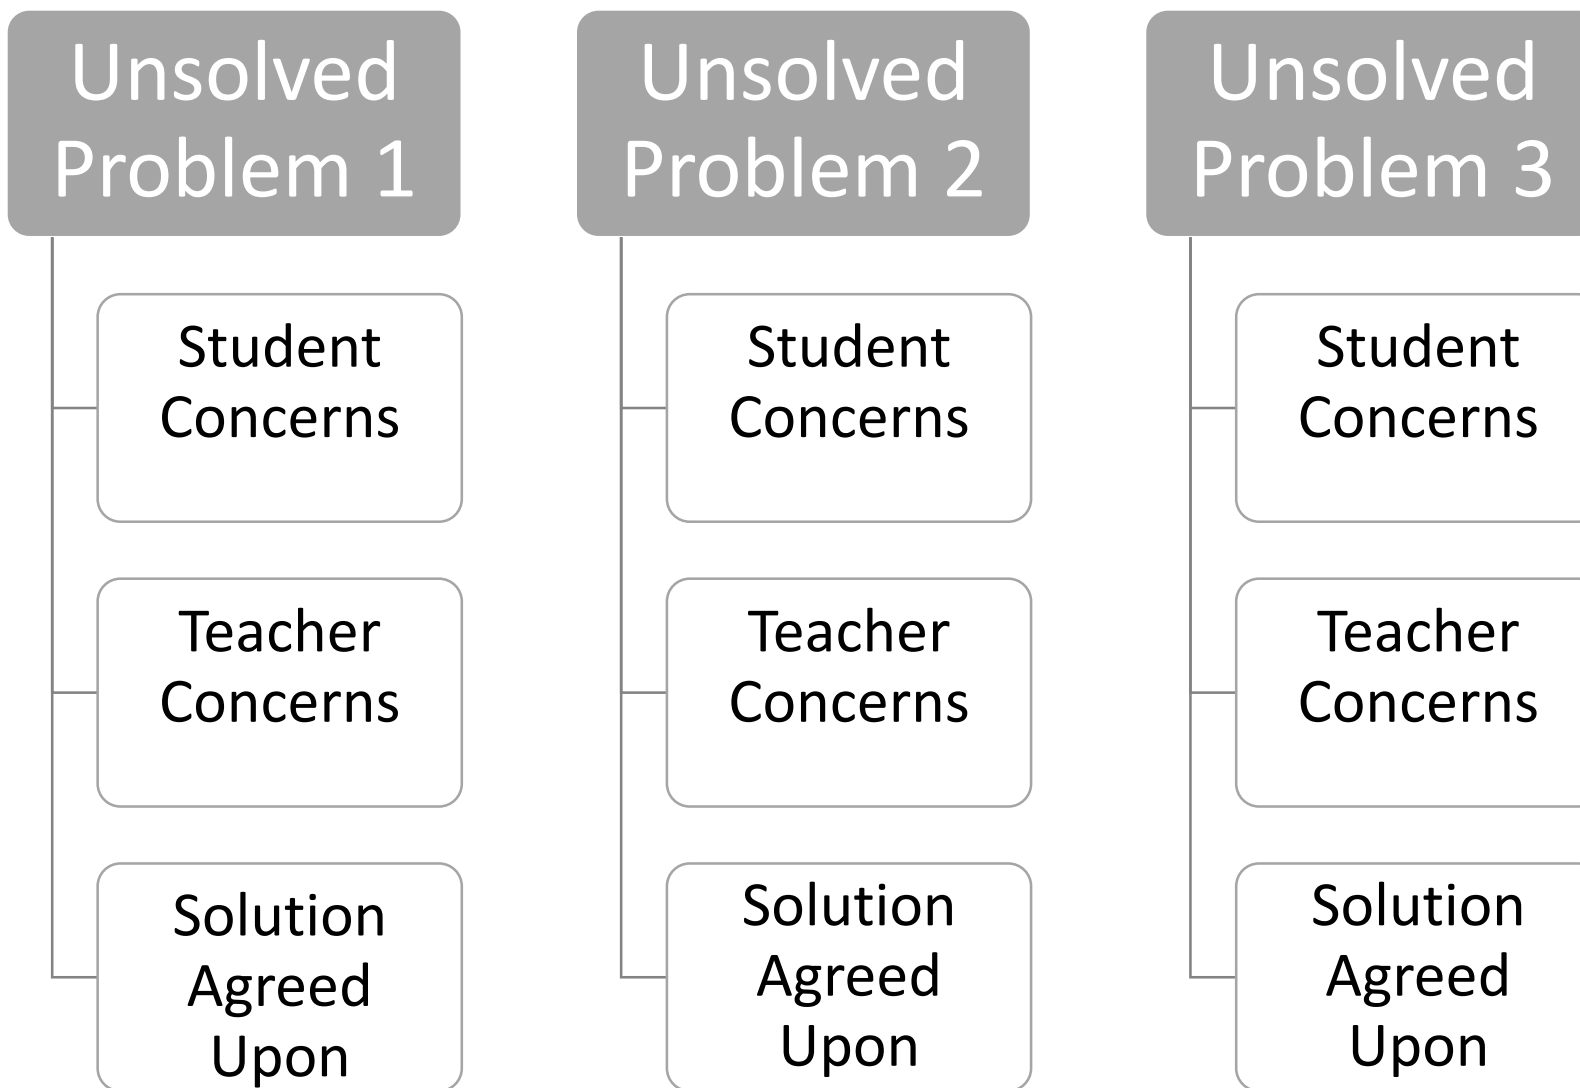 Unsolved
Problem 1
Student
Concerns
Teacher
Concerns
Solution
Agreed
Upon
Unsolved
Problem 2
Student
Concerns
Teacher
Concerns
Solution
Agreed
Upon
Unsolved
Problem 3
Student
Concerns
Teacher
Concerns
Solution
Agreed
Upon